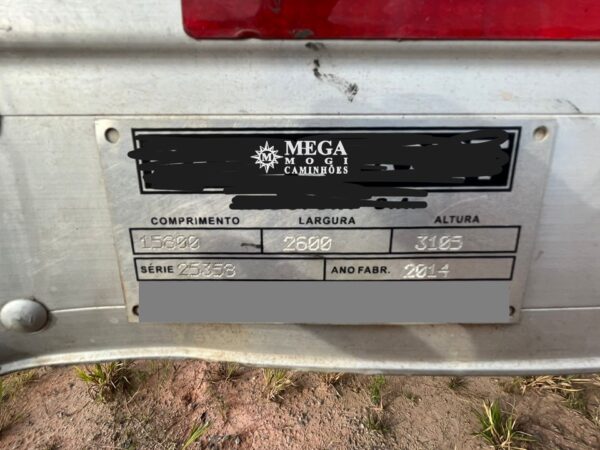 MEGA
MOGI
CAMINHÕES
COMPRIMENTO LARGURA ALTURA
15800 2600 3105
SÉRIE 25358 ANO FABR. 2014